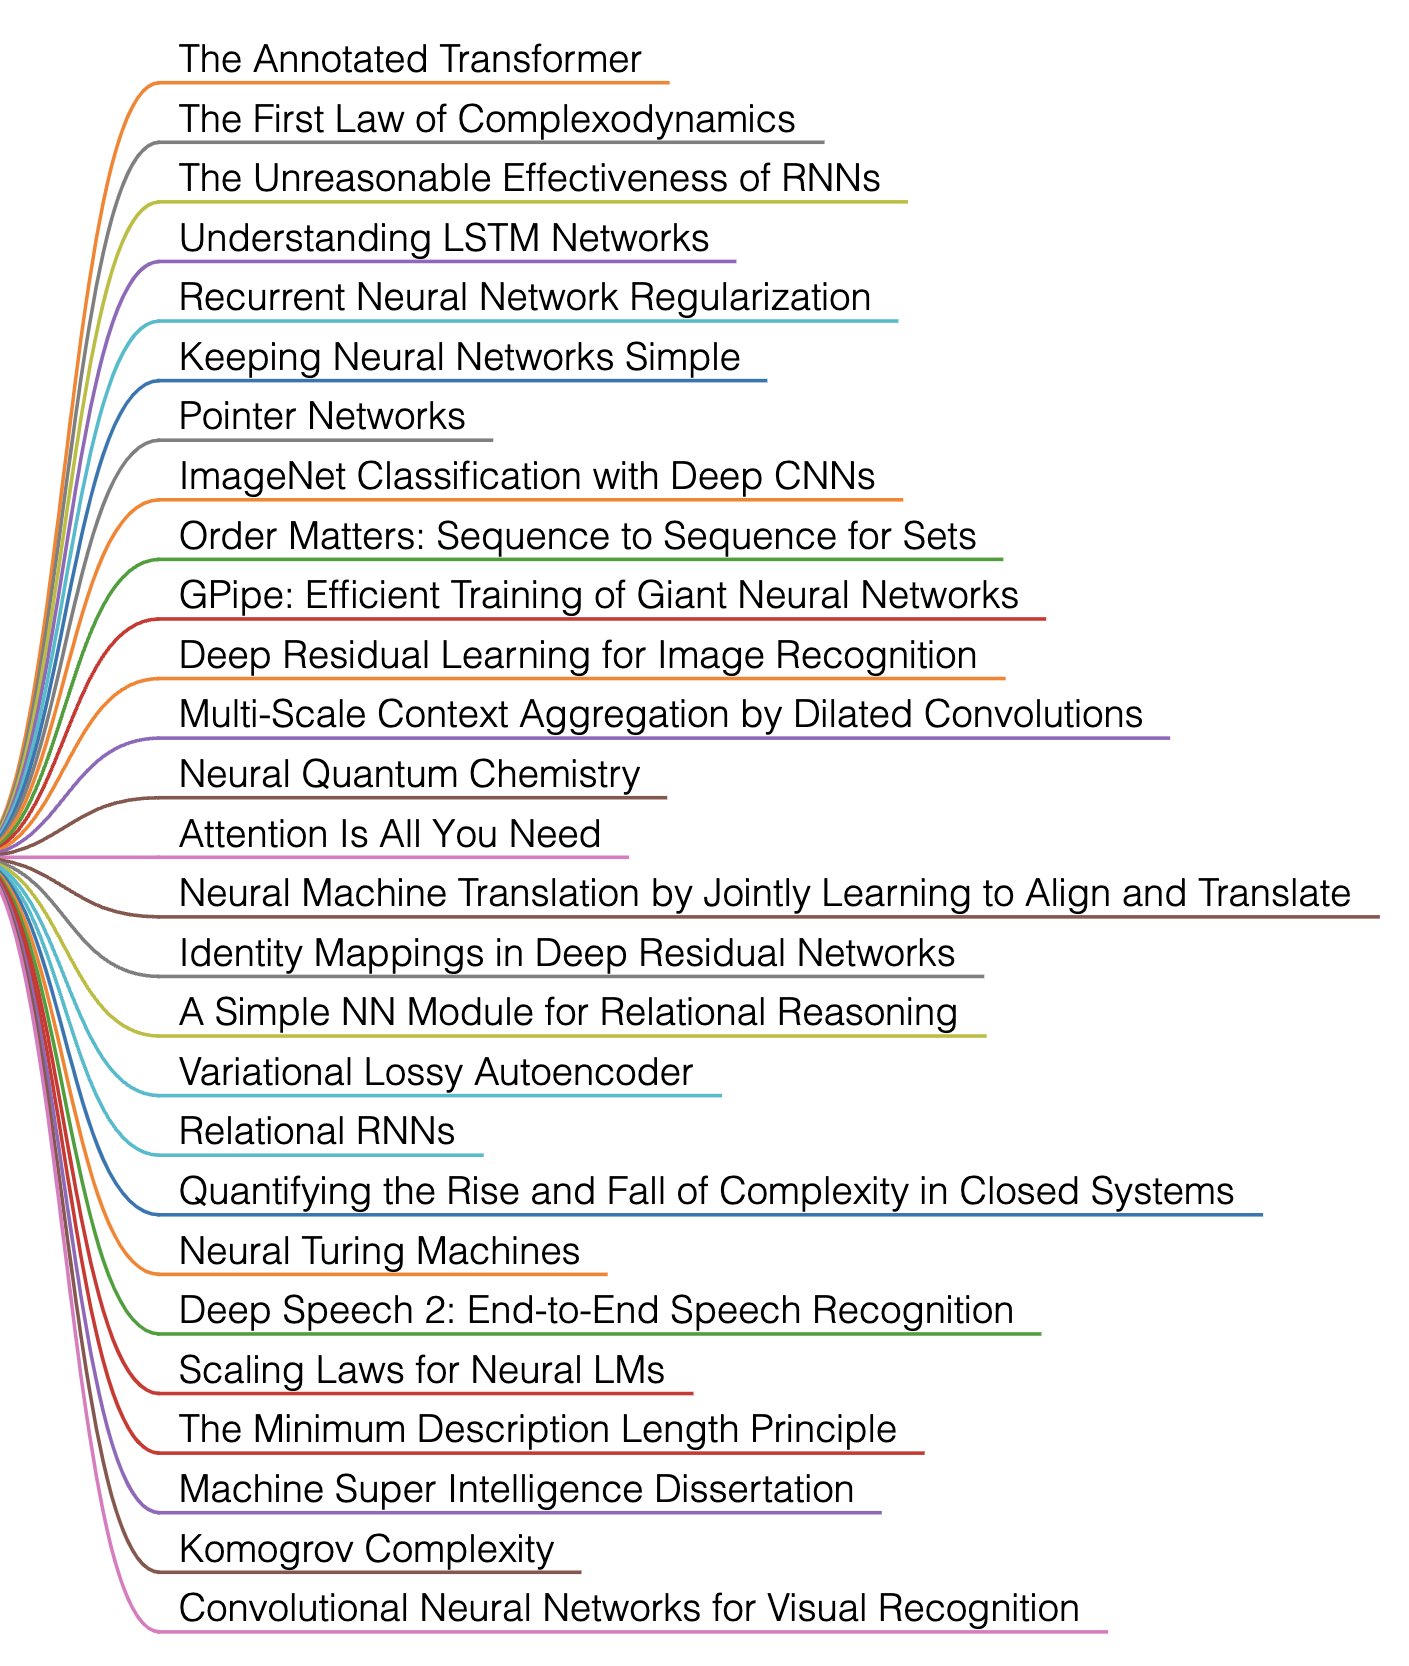 The Annotated Transformer
The First Law of Complexodynamics
The Unreasonable Effectiveness of RNNs
Understanding LSTM Networks
Recurrent Neural Network Regularization
Keeping Neural Networks Simple
Pointer Networks
ImageNet Classification with Deep CNNs
Order Matters: Sequence to Sequence for Sets
GPipe: Efficient Training of Giant Neural Networks
Deep Residual Learning for Image Recognition
Multi-Scale Context Aggregation by Dilated Convolutions
Neural Quantum Chemistry
Attention Is All You Need
Neural Machine Translation by Jointly Learning to Align and Translate
Identity Mappings in Deep Residual Networks
A Simple NN Module for Relational Reasoning
Variational Lossy Autoencoder
Relational RNNs
Quantifying the Rise and Fall of Complexity in Closed Systems
Neural Turing Machines
Deep Speech 2: End-to-End Speech Recognition
Scaling Laws for Neural LMs
The Minimum Description Length Principle
Machine Super Intelligence Dissertation
Komogrov Complexity
Convolutional Neural Networks for Visual Recognition